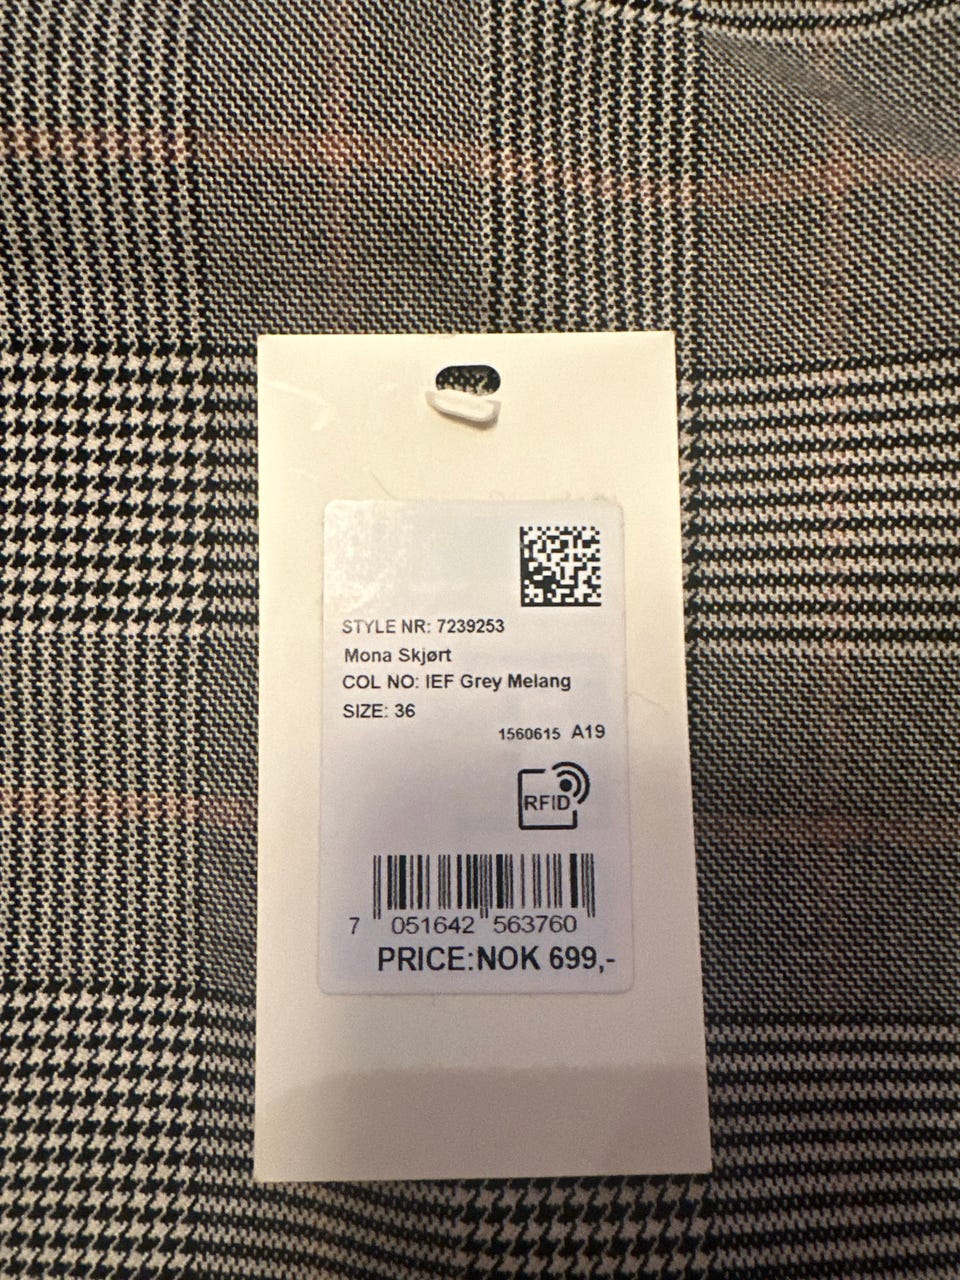 STYLE NR: 7239253
Mona Skjørt
COL NO: IEF Grey Melang
SIZE: 36
1560615 A19
RFID
7 051642 563760
PRICE:NOK 699,-